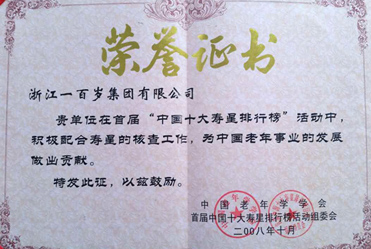 荣誉证书
浙江一百岁集团有限公司
贵单位在首届“中国十大寿星排行榜”活动中，
积极配合寿星的核查工作，为中国老年事业的发展
做出贡献。
特发此证，以兹鼓励。
中国老年学学会
首届中国十大寿星排行榜活动组委会
二00八年十月